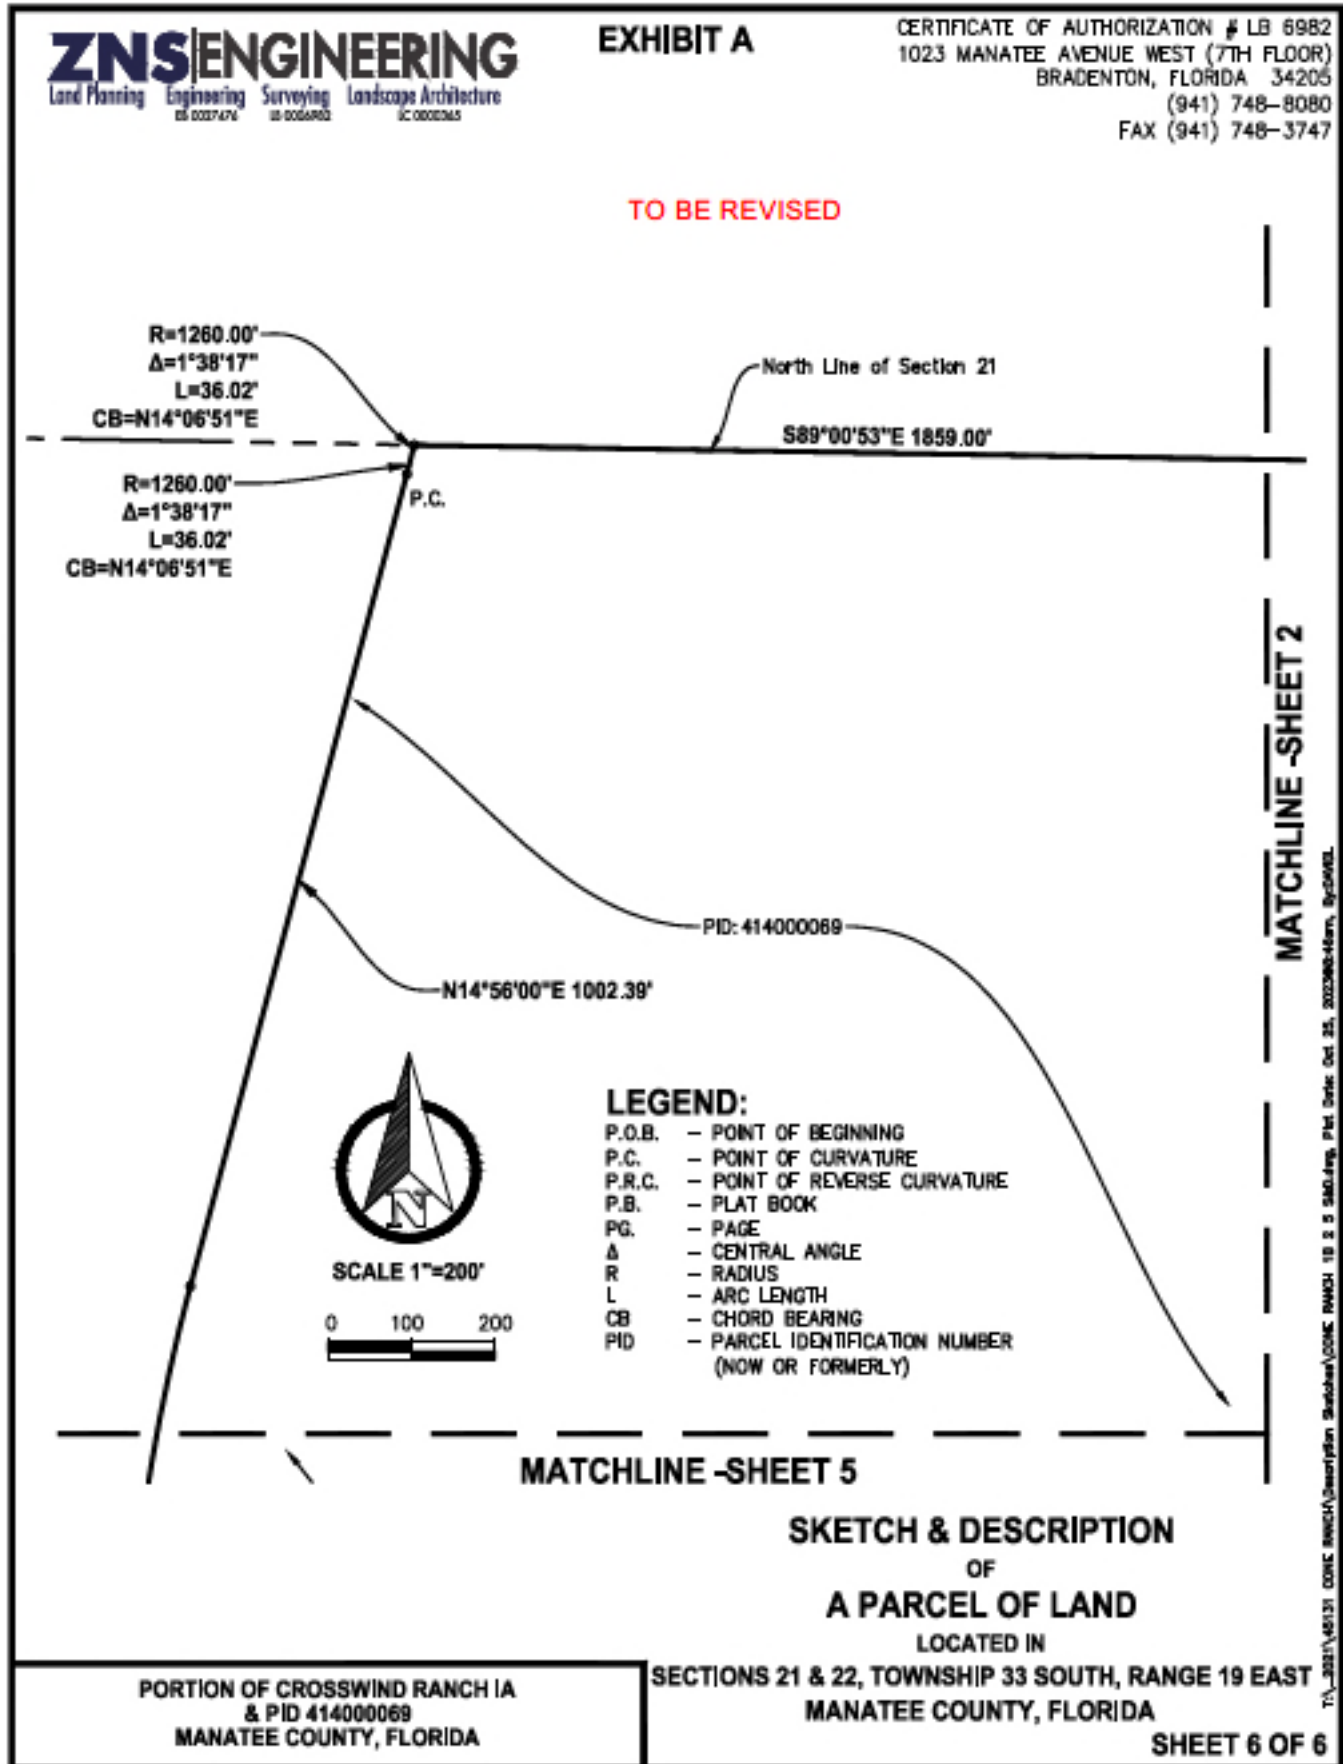 ZNS ENGINEERING
Land Planning Engineering Surveying Landscape Architecture
EXHIBIT A
CERTIFICATE OF AUTHORIZATION # LB 6982
1023 MANATEE AVENUE WEST (7TH FLOOR)
BRADENTON, FLORIDA 34205
(941) 748-8080
FAX (941) 748-3747
TO BE REVISED
R=1260.00'
Δ=1°38'17"
L=36.02'
CB=N14°06'51"E
North Line of Section 21
S89°00'53"E 1859.00'
R=1260.00'
Δ=1°38'17"
L=36.02'
CB=N14°06'51"E
P.C.
MATCHLINE -SHEET 2
PID: 414000069
N14°56'00"E 1002.39'
N
SCALE 1"=200'
0 100 200
LEGEND:
P.O.B. - POINT OF BEGINNING
P.C. - POINT OF CURVATURE
P.R.C. - POINT OF REVERSE CURVATURE
P.B. - PLAT BOOK
PG. - PAGE
Δ - CENTRAL ANGLE
R - RADIUS
L - ARC LENGTH
CB - CHORD BEARING
PID - PARCEL IDENTIFICATION NUMBER
(NOW OR FORMERLY)
MATCHLINE -SHEET 5
SKETCH & DESCRIPTION
OF
A PARCEL OF LAND
LOCATED IN
SECTIONS 21 & 22, TOWNSHIP 33 SOUTH, RANGE 19 EAST
MANATEE COUNTY, FLORIDA
SHEET 6 OF 6
PORTION OF CROSSWIND RANCH IA
& PID 414000069
MANATEE COUNTY, FLORIDA